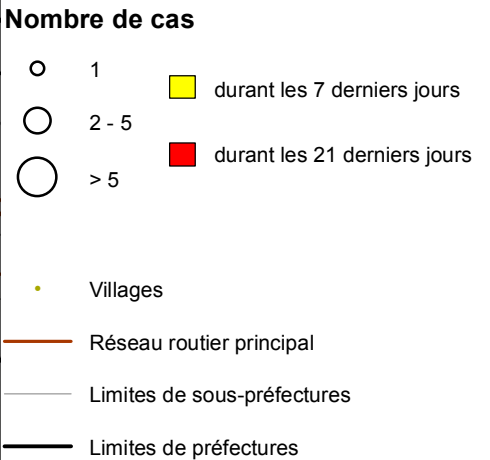 Nombre de cas
1
durant les 7 derniers jours
2 - 5
durant les 21 derniers jours
> 5
Villages
Réseau routier principal
Limites de sous-préfectures
Limites de préfectures